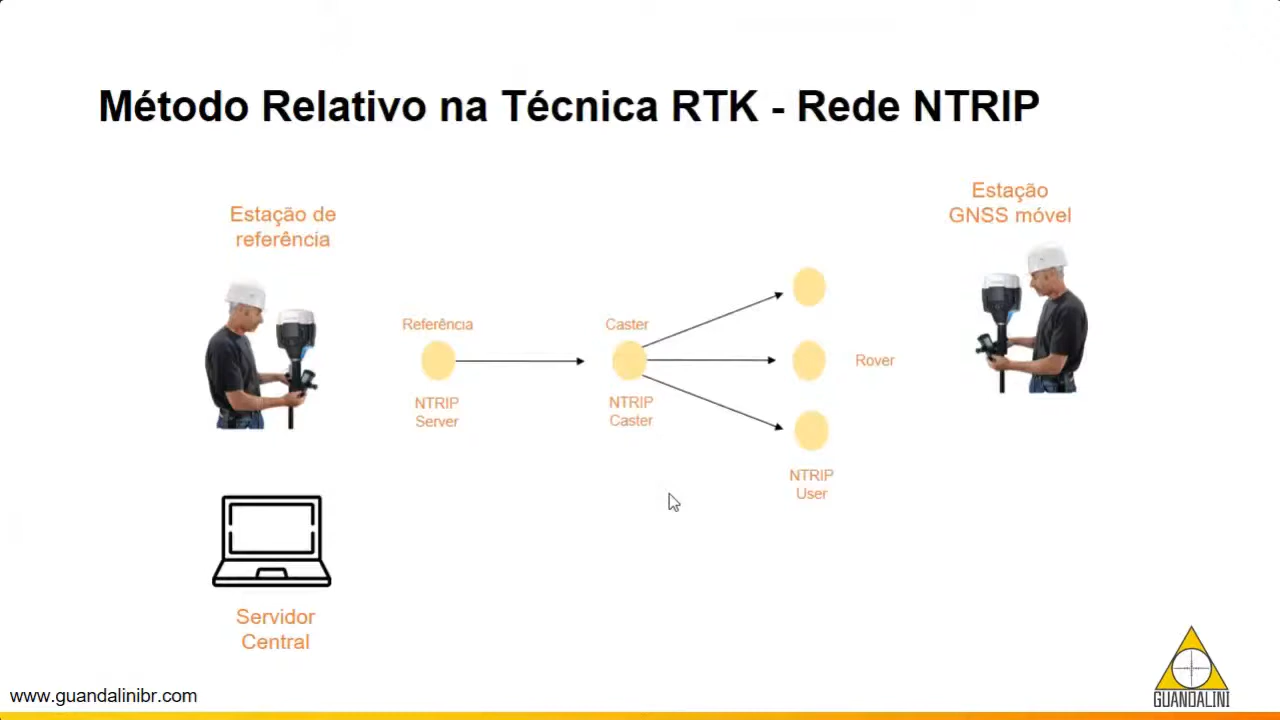 Método Relativo na Técnica RTK - Rede NTRIP
Estação de
referência
Estação
GNSS móvel
Referência
Caster
Rover
NTRIP
Server
NTRIP
Caster
NTRIP
User
Servidor
Central
www.guandalinibr.com
GUANDALINI